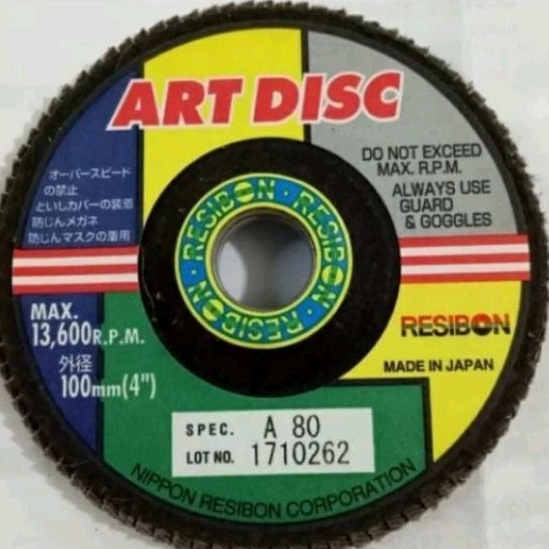 ART DISC
オーバースピード
の禁止
といしカバーの装着
防じんメガネ
防じんマスクの着用
DO NOT EXCEED
MAX. R.P.M.
ALWAYS USE
GUARD
& GOGGLES
RESIBON · RESIBON · RESIBON · RESIBON ·
MAX.
13,600R.P.M.
外径
100mm(4")
RESIBON
MADE IN JAPAN
SPEC. A 80
LOT NO. 1710262
NIPPON RESIBON CORPORATION